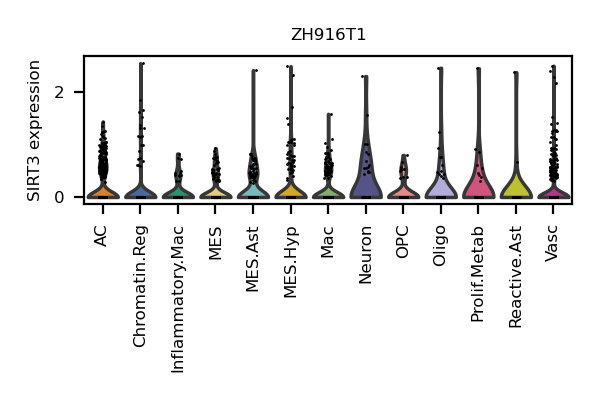 ZH916T1
SIRT3 expression
2
0
AC
Chromatin.Reg
Inflammatory.Mac
MES
MES.Ast
MES.Hyp
Mac
Neuron
OPC
Oligo
Prolif.Metab
Reactive.Ast
Vasc